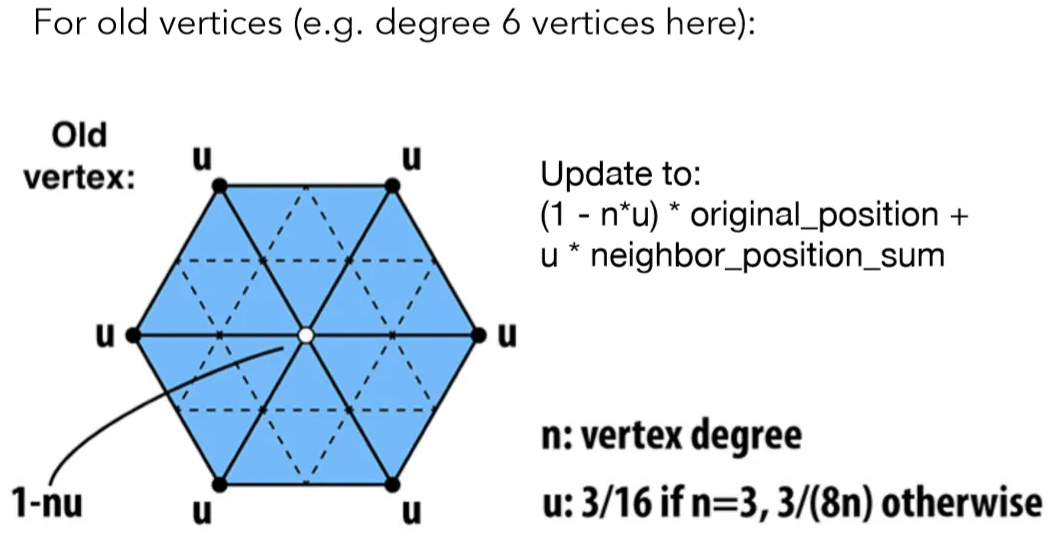 For old vertices (e.g. degree 6 vertices here):
Old
vertex:
u
u
Update to:
(1 - n*u) * original_position +
u * neighbor_position_sum
u
u
n: vertex degree
1-nu
u
u
u: 3/16 if n=3, 3/(8n) otherwise